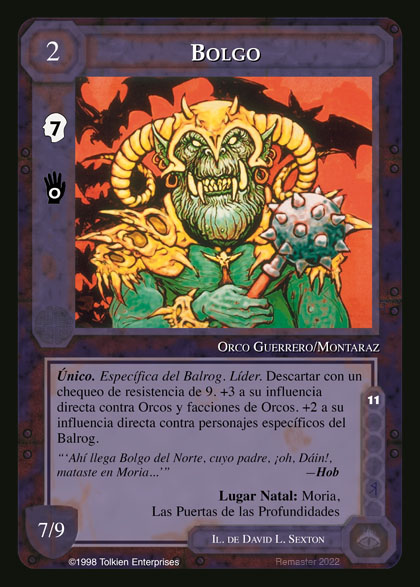 2
BOLGO
7
0
ORCO GUERRERO/MONTARAZ
Único. Específica del Balrog. Líder. Descartar con un
chequeo de resistencia de 9. +3 a su influencia
directa contra Orcos y facciones de Orcos. +2 a su
influencia directa contra personajes específicos del
Balrog.
11
“‘Ahí llega Bolgo del Norte, cuyo padre, ¡oh, Dáin!,
mataste en Moria...’” –Hob
Lugar Natal: Moria,
Las Puertas de las Profundidades
7/9
IL. DE DAVID L. SEXTON
©1998 Tolkien Enterprises
Remaster 2022